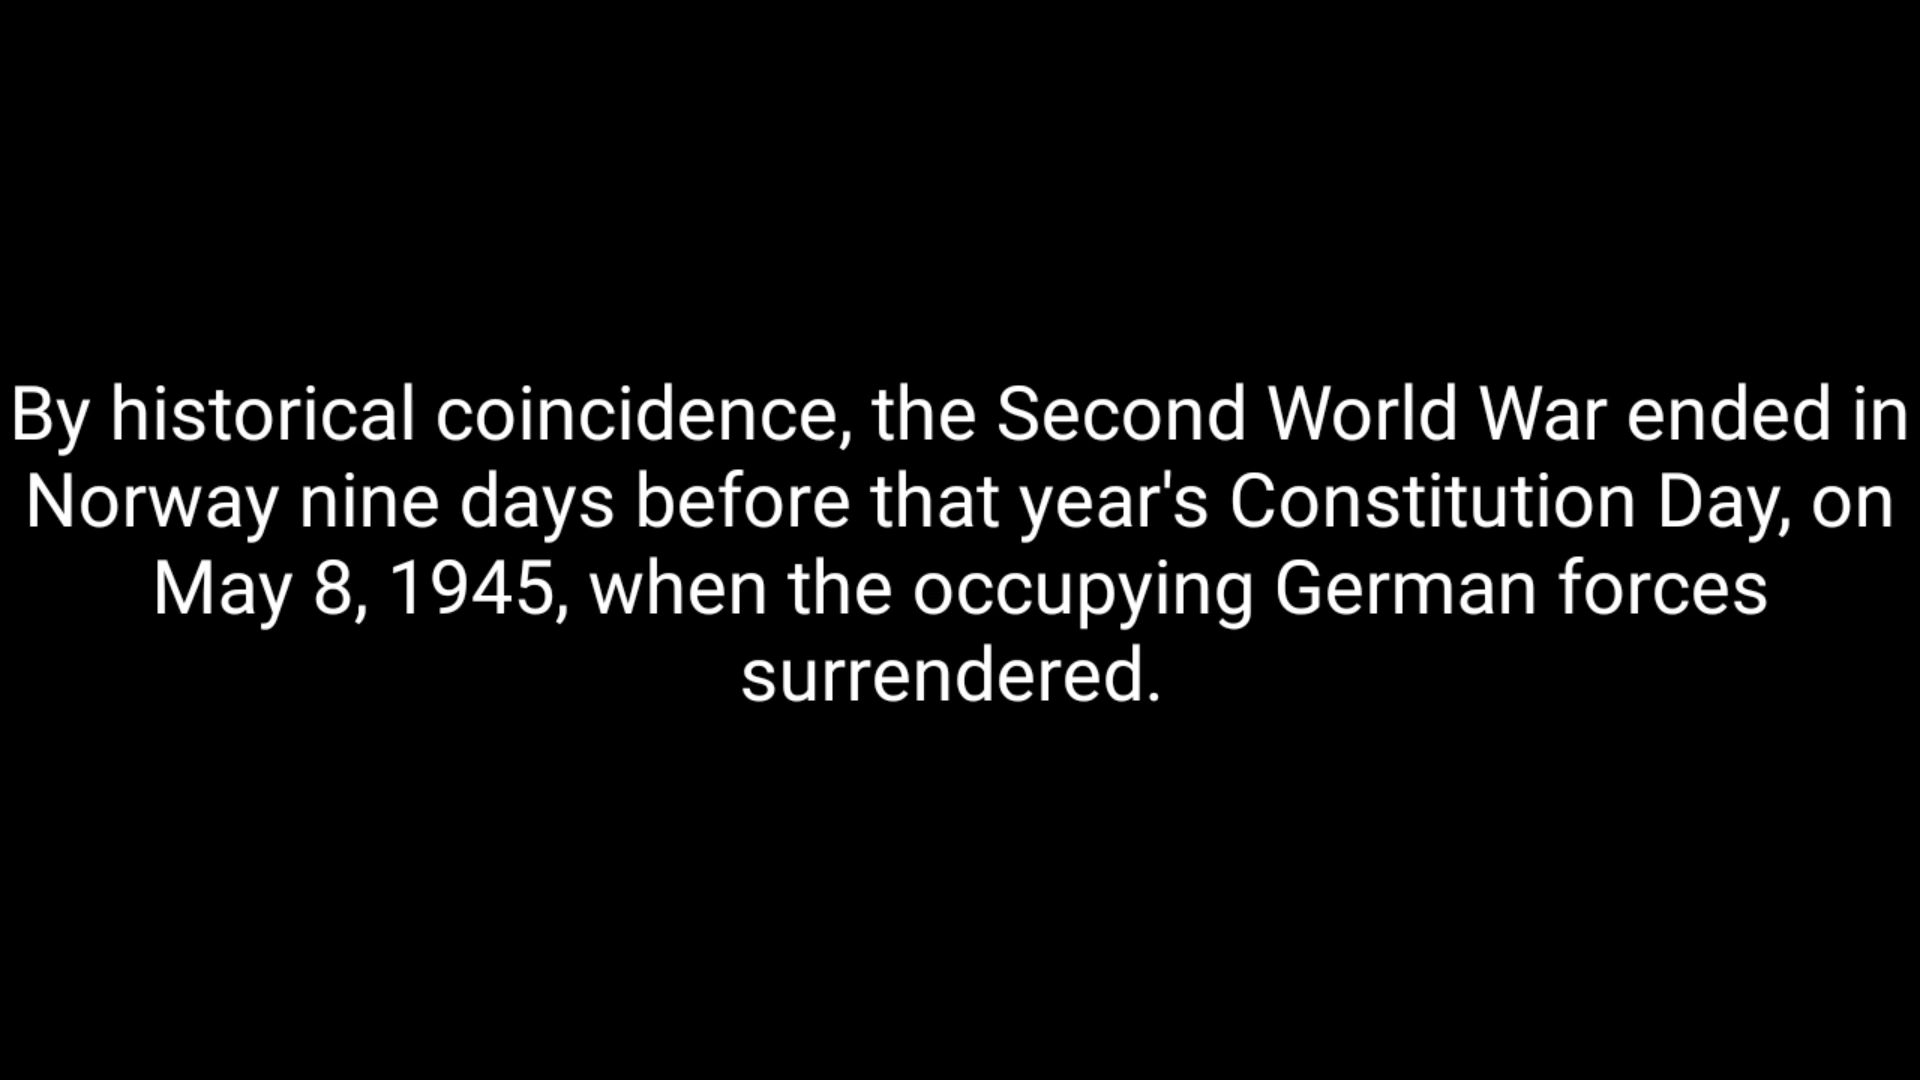 By historical coincidence, the Second World War ended in
Norway nine days before that year's Constitution Day, on
May 8, 1945, when the occupying German forces
surrendered.